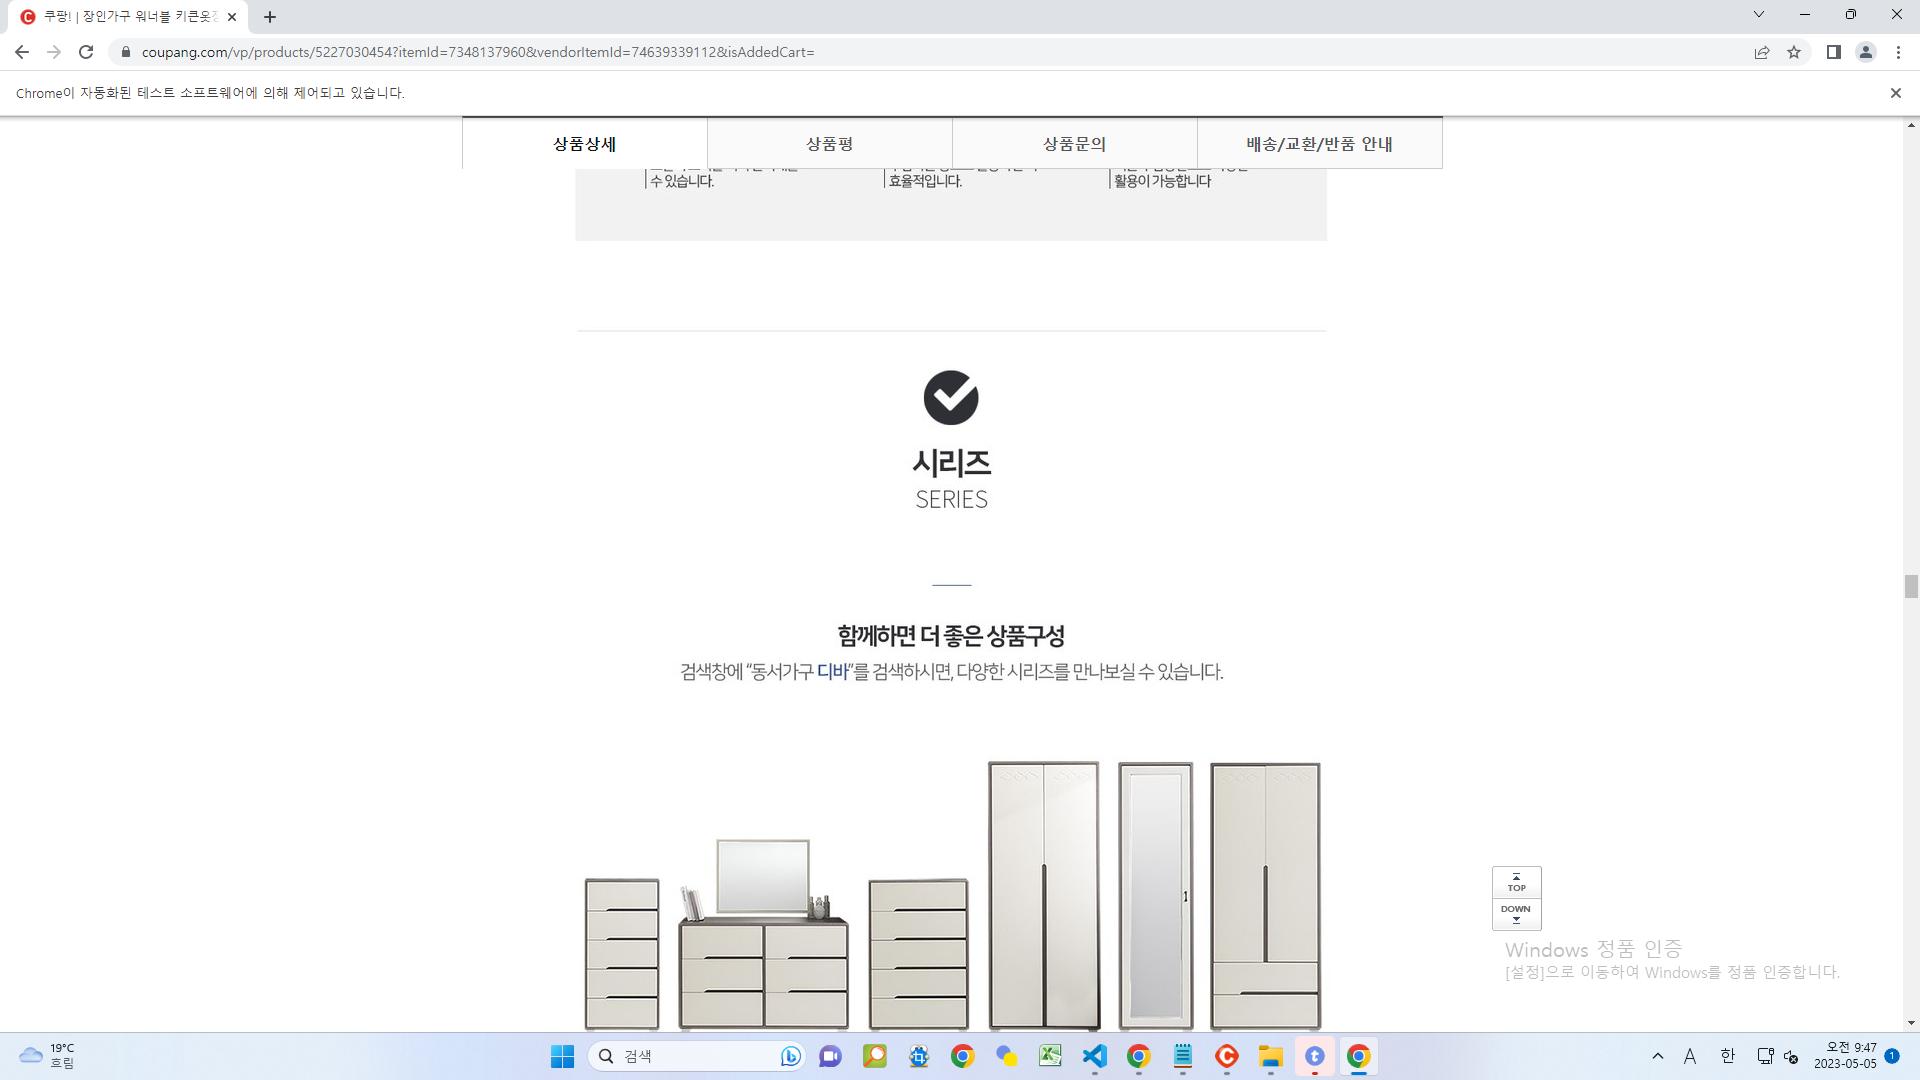 쿠팡! | 장인가구 워너블 키큰옷장
coupang.com/vp/products/5227030454?itemId=7348137960&vendorItemId=74639339112&isAddedCart=
Chrome이 자동화된 테스트 소프트웨어에 의해 제어되고 있습니다.
상품상세
상품평
상품문의
배송/교환/반품 안내
수 있습니다.
효율적입니다.
활용이 가능합니다
시리즈
SERIES
함께하면 더 좋은 상품구성
검색창에 “동서가구 디바”를 검색하시면, 다양한 시리즈를 만나보실 수 있습니다.
TOP
DOWN
Windows 정품 인증
[설정]으로 이동하여 Windows를 정품 인증합니다.
19°C
흐림
검색
A 한
오전 9:47
2023-05-05
1